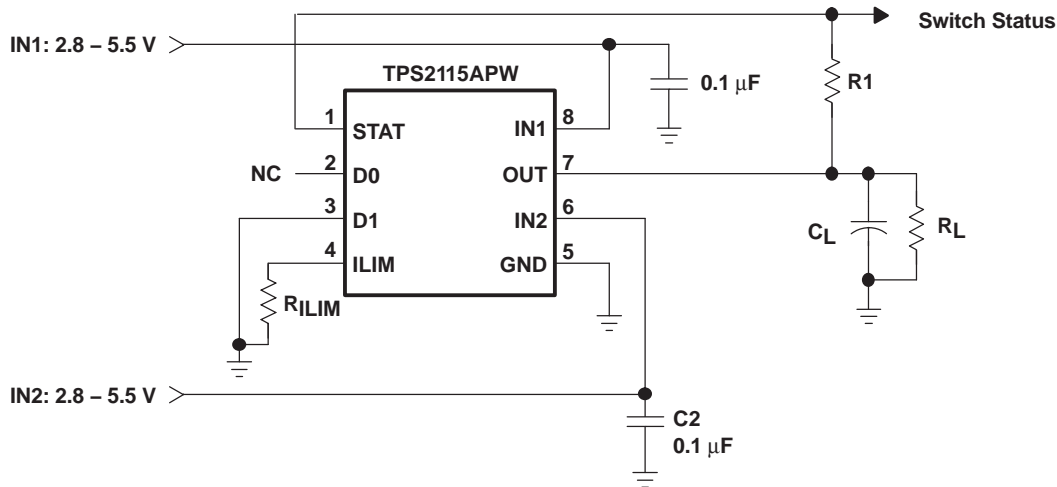 Switch Status
IN1: 2.8 – 5.5 V
TPS2115APW
0.1 μF
R1
1
STAT
IN1
8
NC
2
D0
OUT
7
3
D1
IN2
6
4
ILIM
GND
5
CL
RL
RILIM
IN2: 2.8 – 5.5 V
C2
0.1 μF